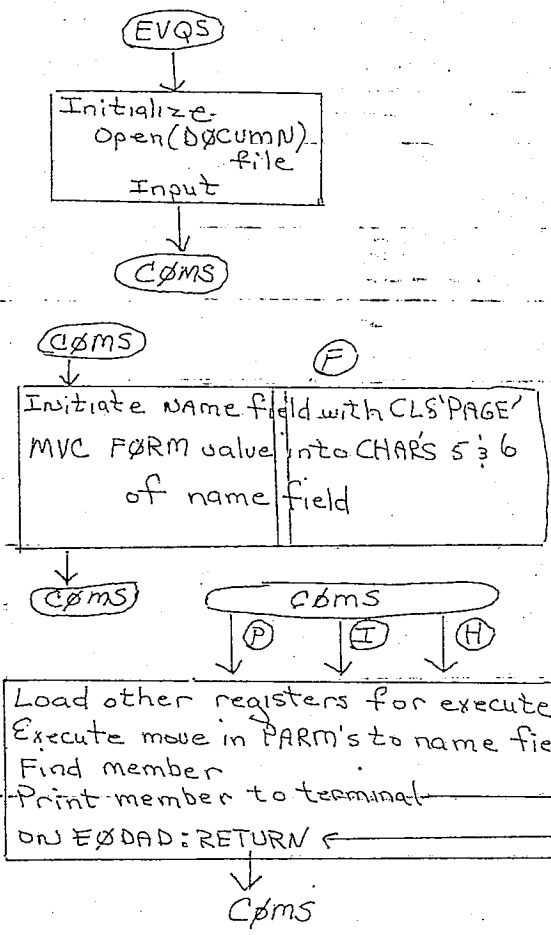 EVQS
Initialize
Open(DØCUMN)
file
Input
CØMS
CØMS
F
Initiate NAME field with CLS'PAGE'
MVC FØRM value into CHAR'S 5 & 6
of name field
CØMS
CØMS
P I H
Load other registers for execute
Execute move in PARM's to name fie
Find member
Print member to terminal
ON EØDAD: RETURN
CØMS